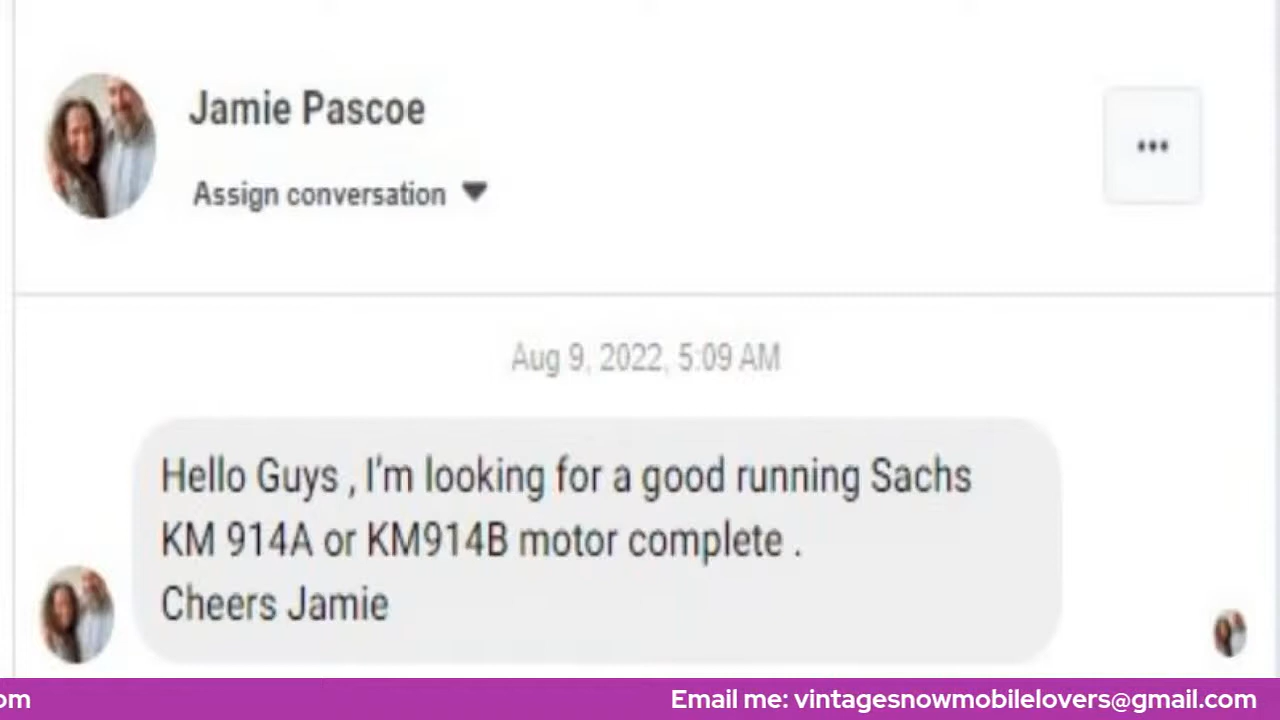 Jamie Pascoe
Assign conversation
Aug 9, 2022, 5:09 AM
Hello Guys , I'm looking for a good running Sachs
KM 914A or KM914B motor complete .
Cheers Jamie
om
Email me: vintagesnowmobilelovers@gmail.com